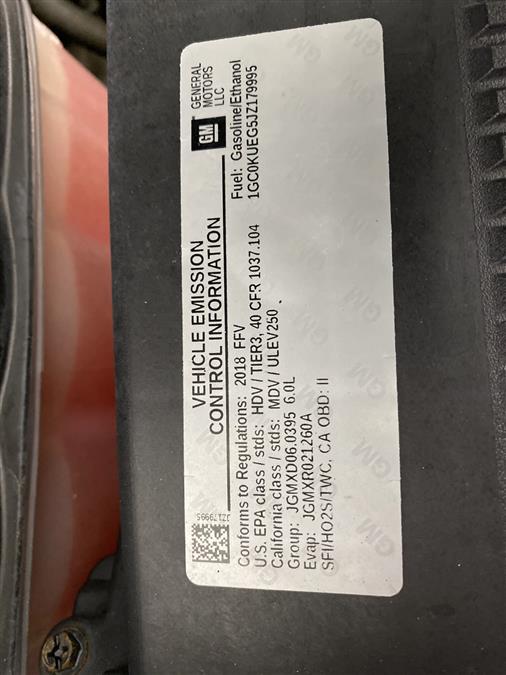 VEHICLE EMISSION
CONTROL INFORMATION
GM
GENERAL
MOTORS
LLC
Conforms to Regulations: 2018 FFV
Fuel: Gasoline/Ethanol
U.S. EPA class / stds: HDV / TIER3, 40 CFR 1037.104
1GC0KUEG5JZ179995
California class / stds: MDV / ULEV250
Group: JGMXD06.0395 6.0L
Evap: JGMXR021260A
SFI/HO2S/TWC, CA OBD: II
JZ179995